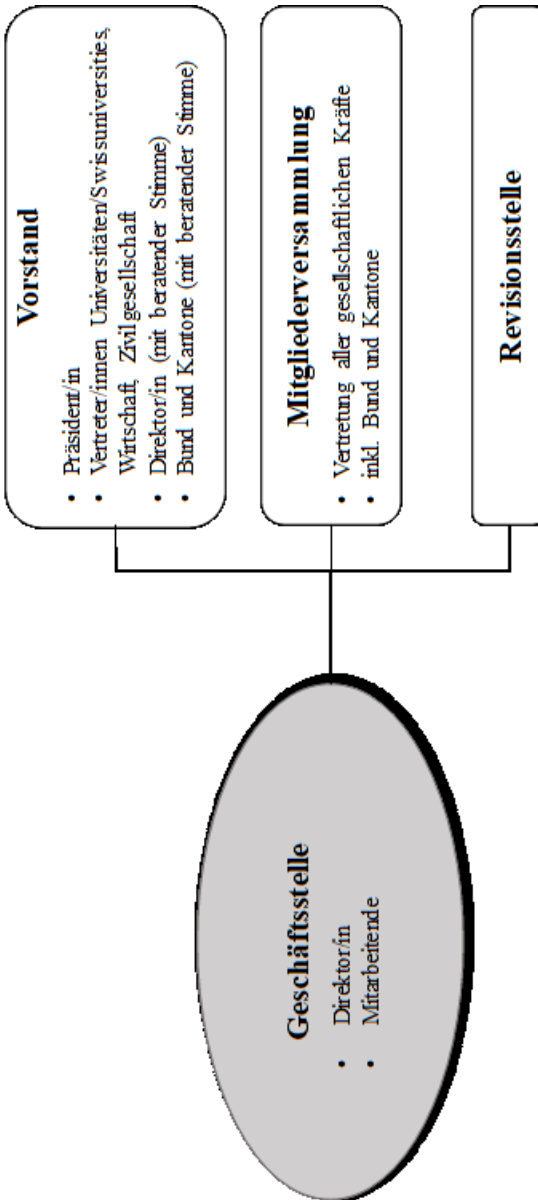 Vorstand
• Präsident/in
• Vertreter/innen Universitäten/Swissuniversities,
Wirtschaft, Zivilgesellschaft
• Direktor/in (mit beratender Stimme)
• Bund und Kantone (mit beratender Stimme)
Mitgliederversammlung
• Vertretung aller gesellschaftlichen Kräfte
• inkl. Bund und Kantone
Revisionsstelle
Geschäftsstelle
• Direktor/in
• Mitarbeitende